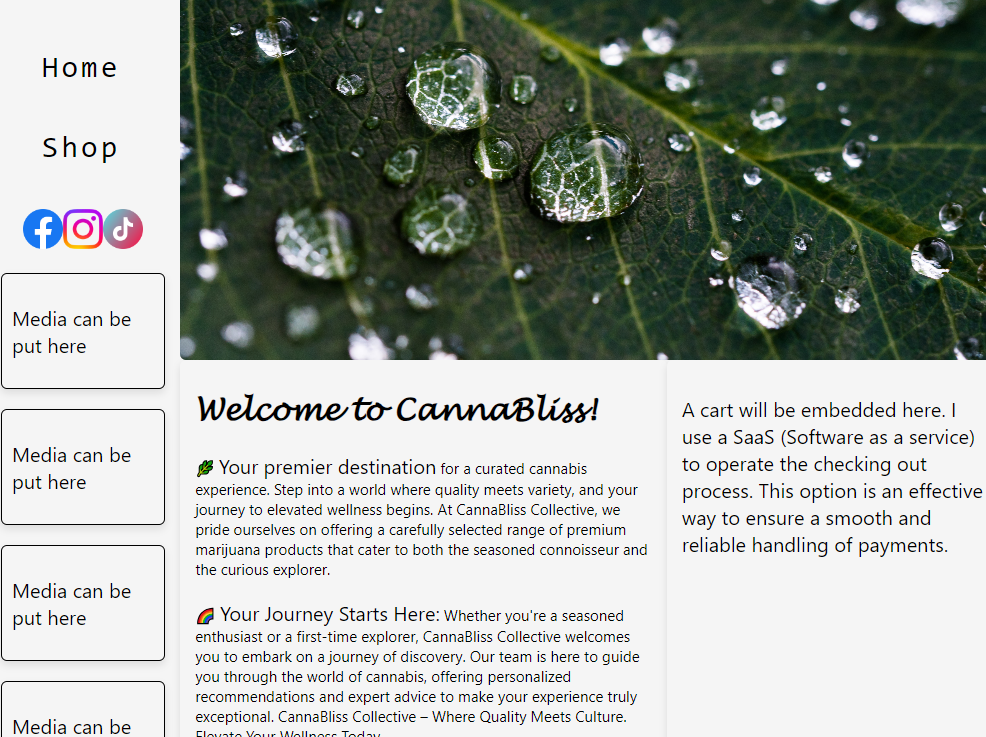 Home
Shop
Media can be
put here
Media can be
put here
Media can be
put here
Media can be
Welcome to CannaBliss!
🌿 Your premier destination for a curated cannabis
experience. Step into a world where quality meets variety, and your
journey to elevated wellness begins. At CannaBliss Collective, we
pride ourselves on offering a carefully selected range of premium
marijuana products that cater to both the seasoned connoisseur and
the curious explorer.
🌈 Your Journey Starts Here: Whether you're a seasoned
enthusiast or a first-time explorer, CannaBliss Collective welcomes
you to embark on a journey of discovery. Our team is here to guide
you through the world of cannabis, offering personalized
recommendations and expert advice to make your experience truly
exceptional. CannaBliss Collective – Where Quality Meets Culture.
Elevate Your Wellness Today.
A cart will be embedded here. I
use a SaaS (Software as a service)
to operate the checking out
process. This option is an effective
way to ensure a smooth and
reliable handling of payments.